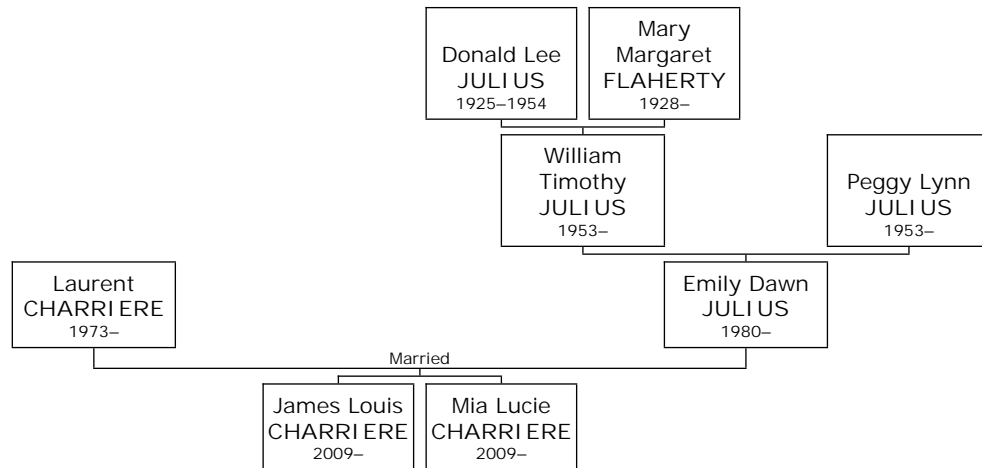 Donald Lee
JULIUS
1925–1954
Mary
Margaret
FLAHERTY
1928–
William
Timothy
JULIUS
1953–
Peggy Lynn
JULIUS
1953–
Laurent
CHARRIERE
1973–
Emily Dawn
JULIUS
1980–
Married
James Louis
CHARRIERE
2009–
Mia Lucie
CHARRIERE
2009–